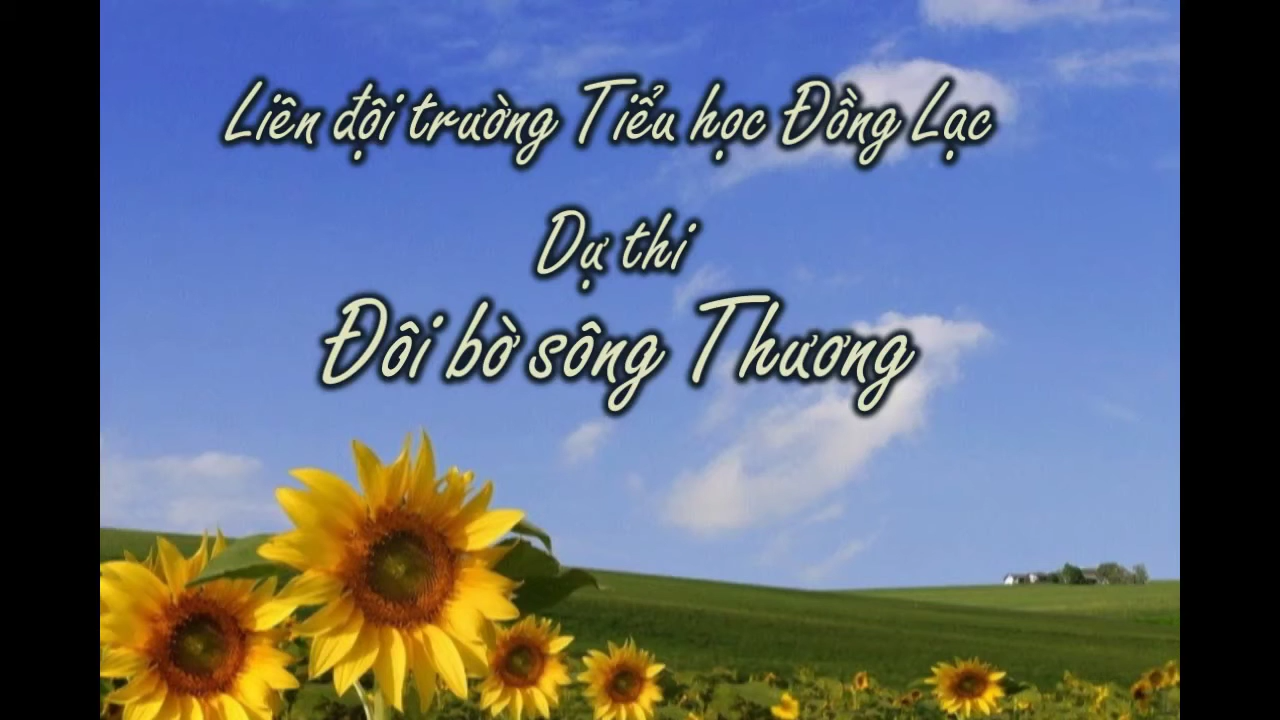 Liên đội trường Tiểu học Đồng Lạc
Dự thi
Đôi bờ sông Thương